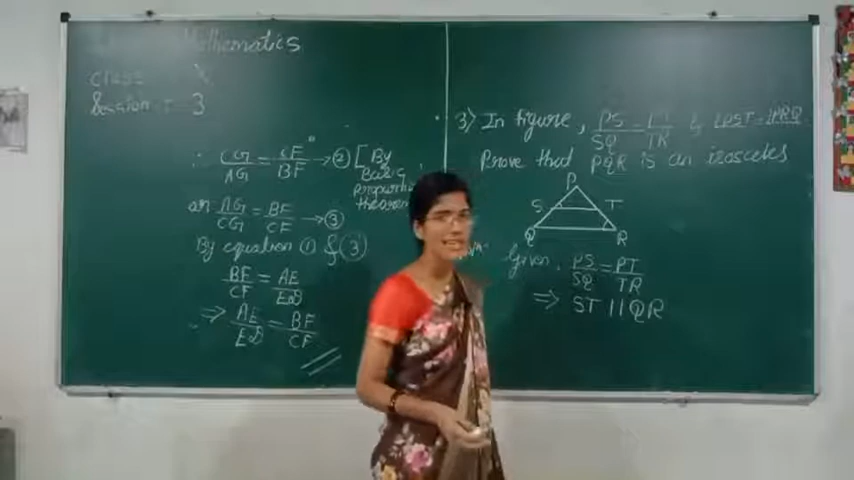 Mathematics
Class X
Session : 3
∴ CG/AG = CF/BF → ② [By Basic proportionality theorem]
or AG/CG = BF/CF → ③
By equation ① & ③
BF/CF = AE/ED
⇒ AE/ED = BF/CF
3) In figure, PS/SQ = PT/TR & ∠PST = ∠PRQ
Prove that PQR is an isosceles
P
S T
Q R
Given, PS/SQ = PT/TR
⇒ ST || QR